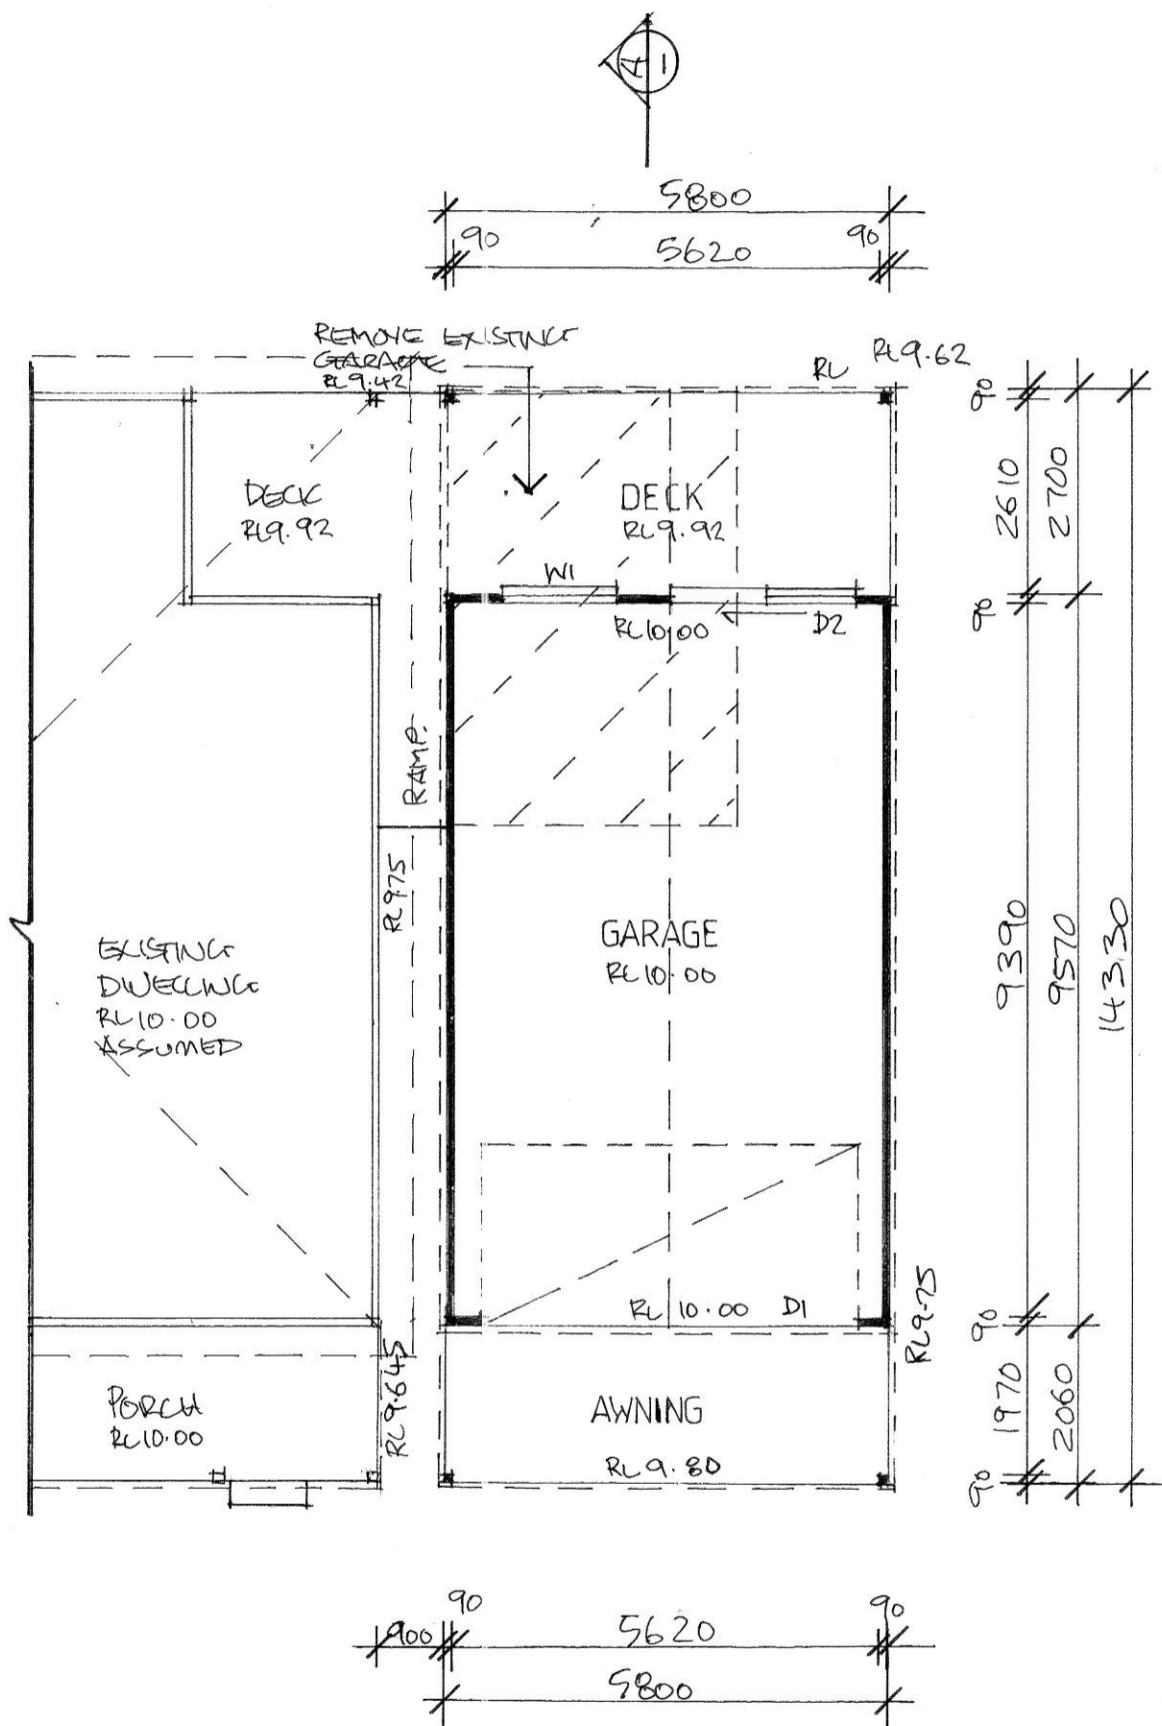 A
1
5800
90
5620
90
REMOVE EXISTING
GARAGE
RL9.42
RL
RL9.62
DECK
RL9.92
DECK
RL9.92
W1
RL10.00
D2
RAMP.
RL9.75
EXISTING
DWELLING
RL10.00
ASSUMED
GARAGE
RL10.00
RL10.00
D1
RL9.75
PORCH
RL10.00
RL9.645
AWNING
RL9.80
90
2610
2700
90
9390
9570
14330
90
1970
2060
90
900
90
5620
90
5800